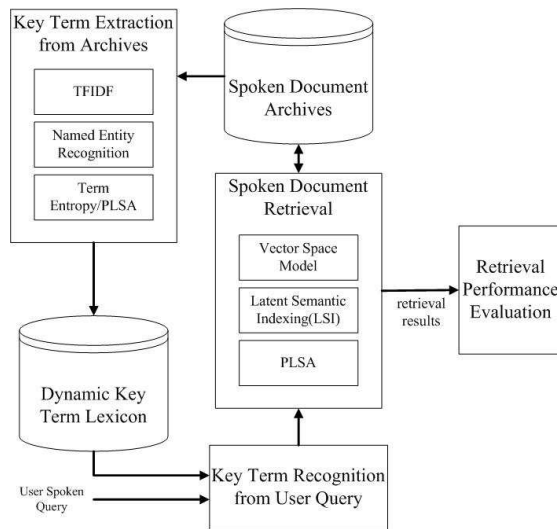 Key Term Extraction
from Archives
TFIDF
Named Entity
Recognition
Term
Entropy/PLSA
Spoken Document
Archives
Spoken Document
Retrieval
Vector Space
Model
Latent Semantic
Indexing(LSI)
PLSA
retrieval
results
Retrieval
Performance
Evaluation
Dynamic Key
Term Lexicon
User Spoken
Query
Key Term Recognition
from User Query